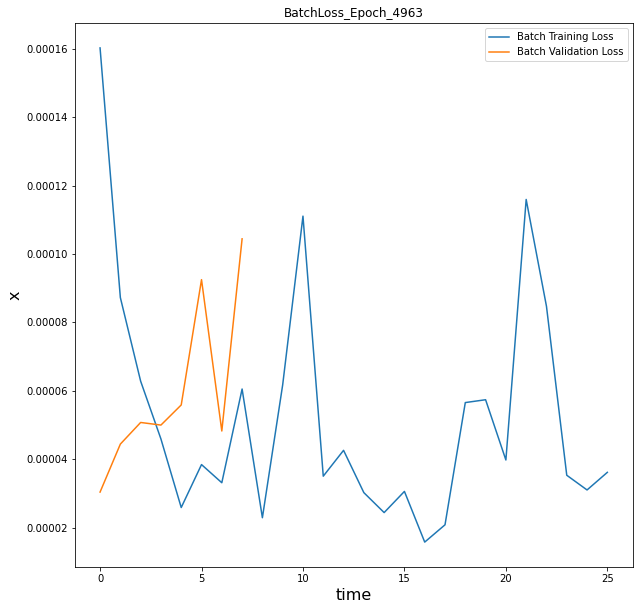 BatchLoss_Epoch_4963
Batch Training Loss
Batch Validation Loss
0.00016
0.00014
0.00012
0.00010
0.00008
0.00006
0.00004
0.00002
x
0 5 10 15 20 25
time